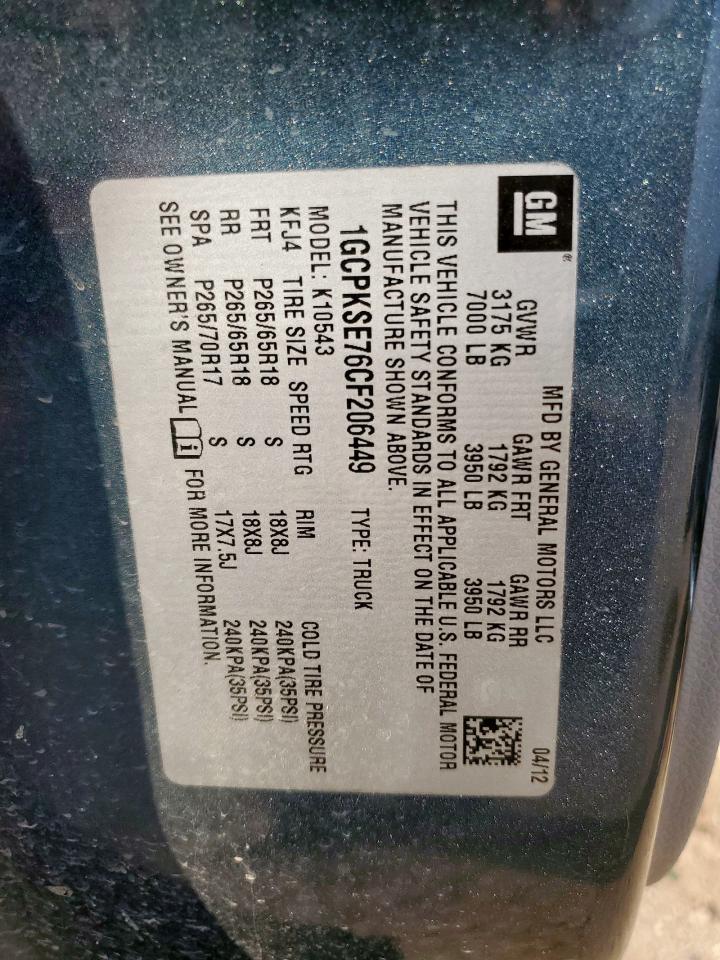 GM®
MFD BY GENERAL MOTORS LLC 04/12
GVWR GAWR FRT GAWR RR
3175 KG 1792 KG 1792 KG
7000 LB 3950 LB 3950 LB
THIS VEHICLE CONFORMS TO ALL APPLICABLE U.S. FEDERAL MOTOR
VEHICLE SAFETY STANDARDS IN EFFECT ON THE DATE OF
MANUFACTURE SHOWN ABOVE.
1GCPKSE76CF206449 TYPE: TRUCK
MODEL: K10543
KFJ4 TIRE SIZE SPEED RTG RIM COLD TIRE PRESSURE
FRT P265/65R18 S 18X8J 240KPA(35PSI)
RR P265/65R18 S 18X8J 240KPA(35PSI)
SPA P265/70R17 S 17X7.5J 240KPA(35PSI)
SEE OWNER'S MANUAL i FOR MORE INFORMATION.